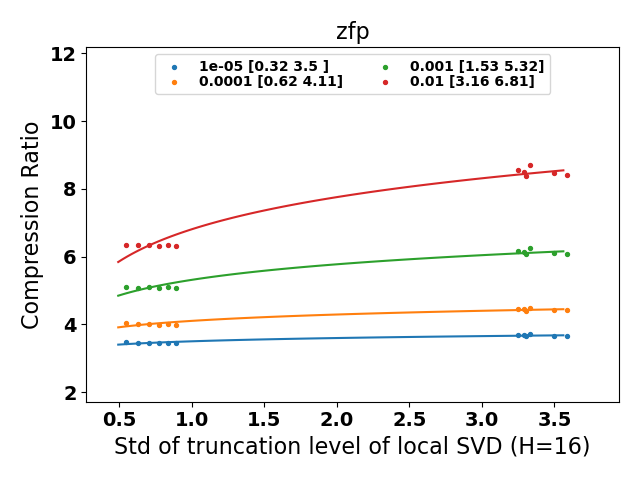 zfp
1e-05 [0.32 3.5 ]
0.0001 [0.62 4.11]
0.001 [1.53 5.32]
0.01 [3.16 6.81]
Compression Ratio
12
10
8
6
4
2
0.5 1.0 1.5 2.0 2.5 3.0 3.5
Std of truncation level of local SVD (H=16)